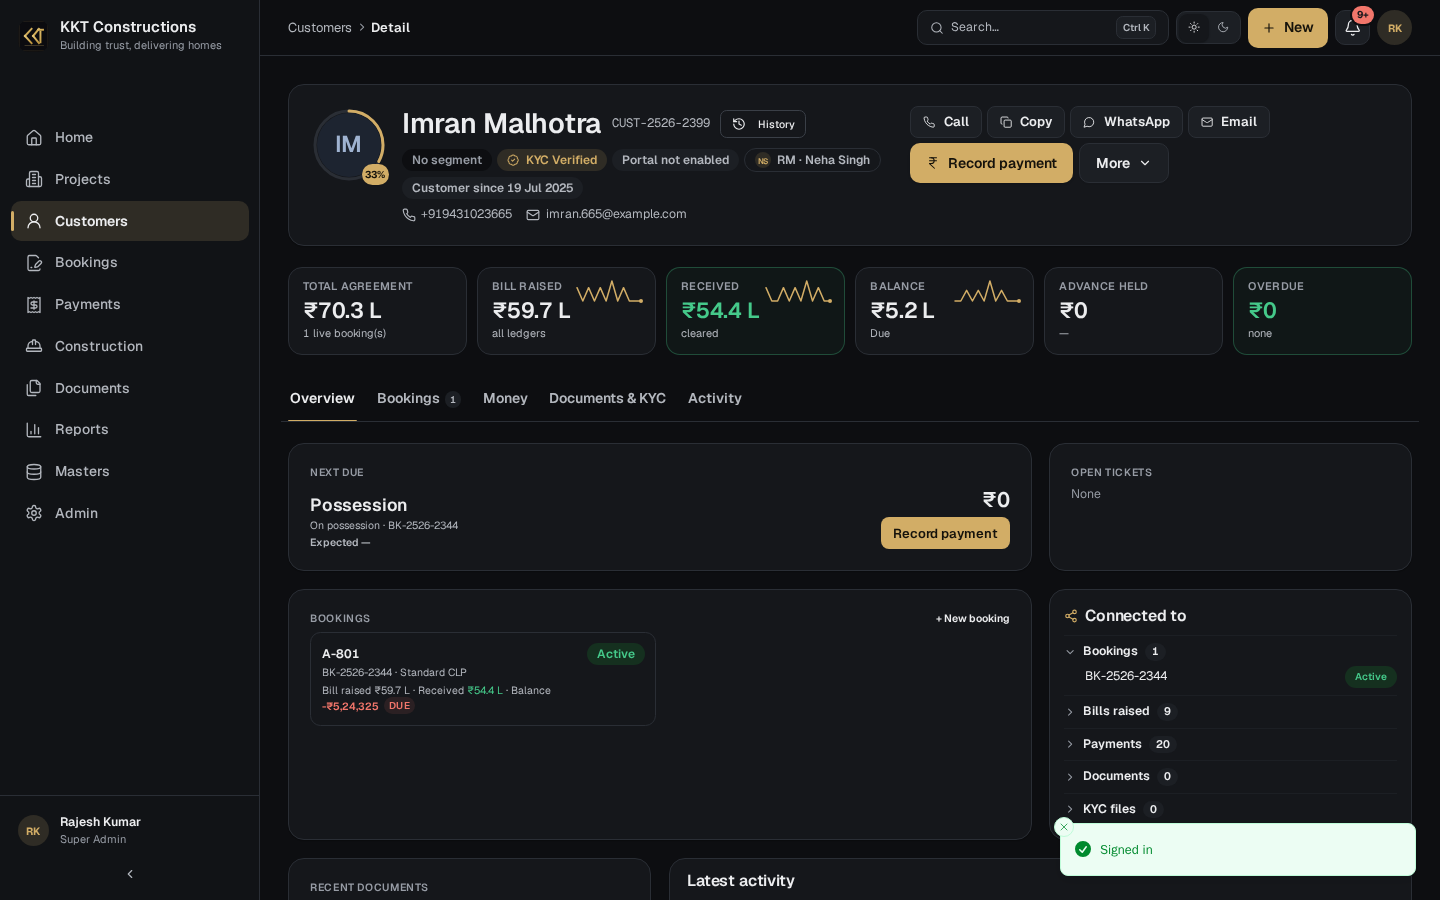 KKT Constructions
Building trust, delivering homes
Home
Projects
Customers
Bookings
Payments
Construction
Documents
Reports
Masters
Admin
RK
Rajesh Kumar
Super Admin
Customers > Detail
Search...
Ctrl K
New
9+
RK
IM
33%
Imran Malhotra CUST-2526-2399 History
No segment KYC Verified Portal not enabled NS RM · Neha Singh
Customer since 19 Jul 2025
+919431023665 imran.665@example.com
Call Copy WhatsApp Email
₹ Record payment More
TOTAL AGREEMENT
₹70.3 L
1 live booking(s)
BILL RAISED
₹59.7 L
all ledgers
RECEIVED
₹54.4 L
cleared
BALANCE
₹5.2 L
Due
ADVANCE HELD
₹0
—
OVERDUE
₹0
none
Overview Bookings 1 Money Documents & KYC Activity
NEXT DUE
Possession
On possession · BK-2526-2344
Expected —
₹0
Record payment
OPEN TICKETS
None
BOOKINGS
+ New booking
A-801 Active
BK-2526-2344 · Standard CLP
Bill raised ₹59.7 L · Received ₹54.4 L · Balance
-₹5,24,325 DUE
Connected to
Bookings 1
BK-2526-2344 Active
Bills raised 9
Payments 20
Documents 0
KYC files 0
Signed in
RECENT DOCUMENTS
Latest activity